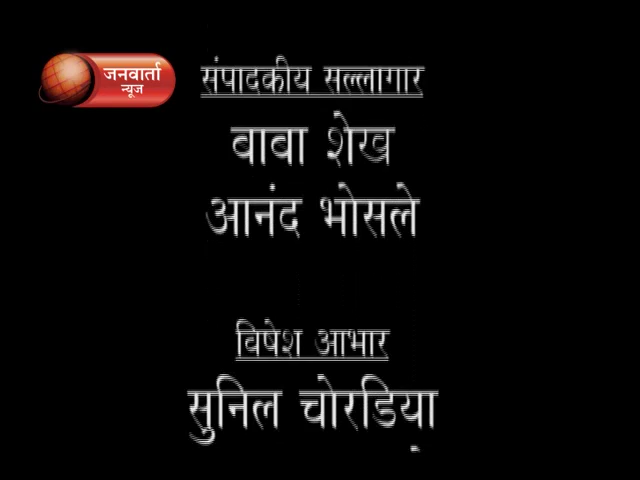 जनवार्ता
न्यूज
संपादकीय सल्लागार
वावा शेख
आनंद भोसले
विषेश आभार
सुनिल चोरडिया